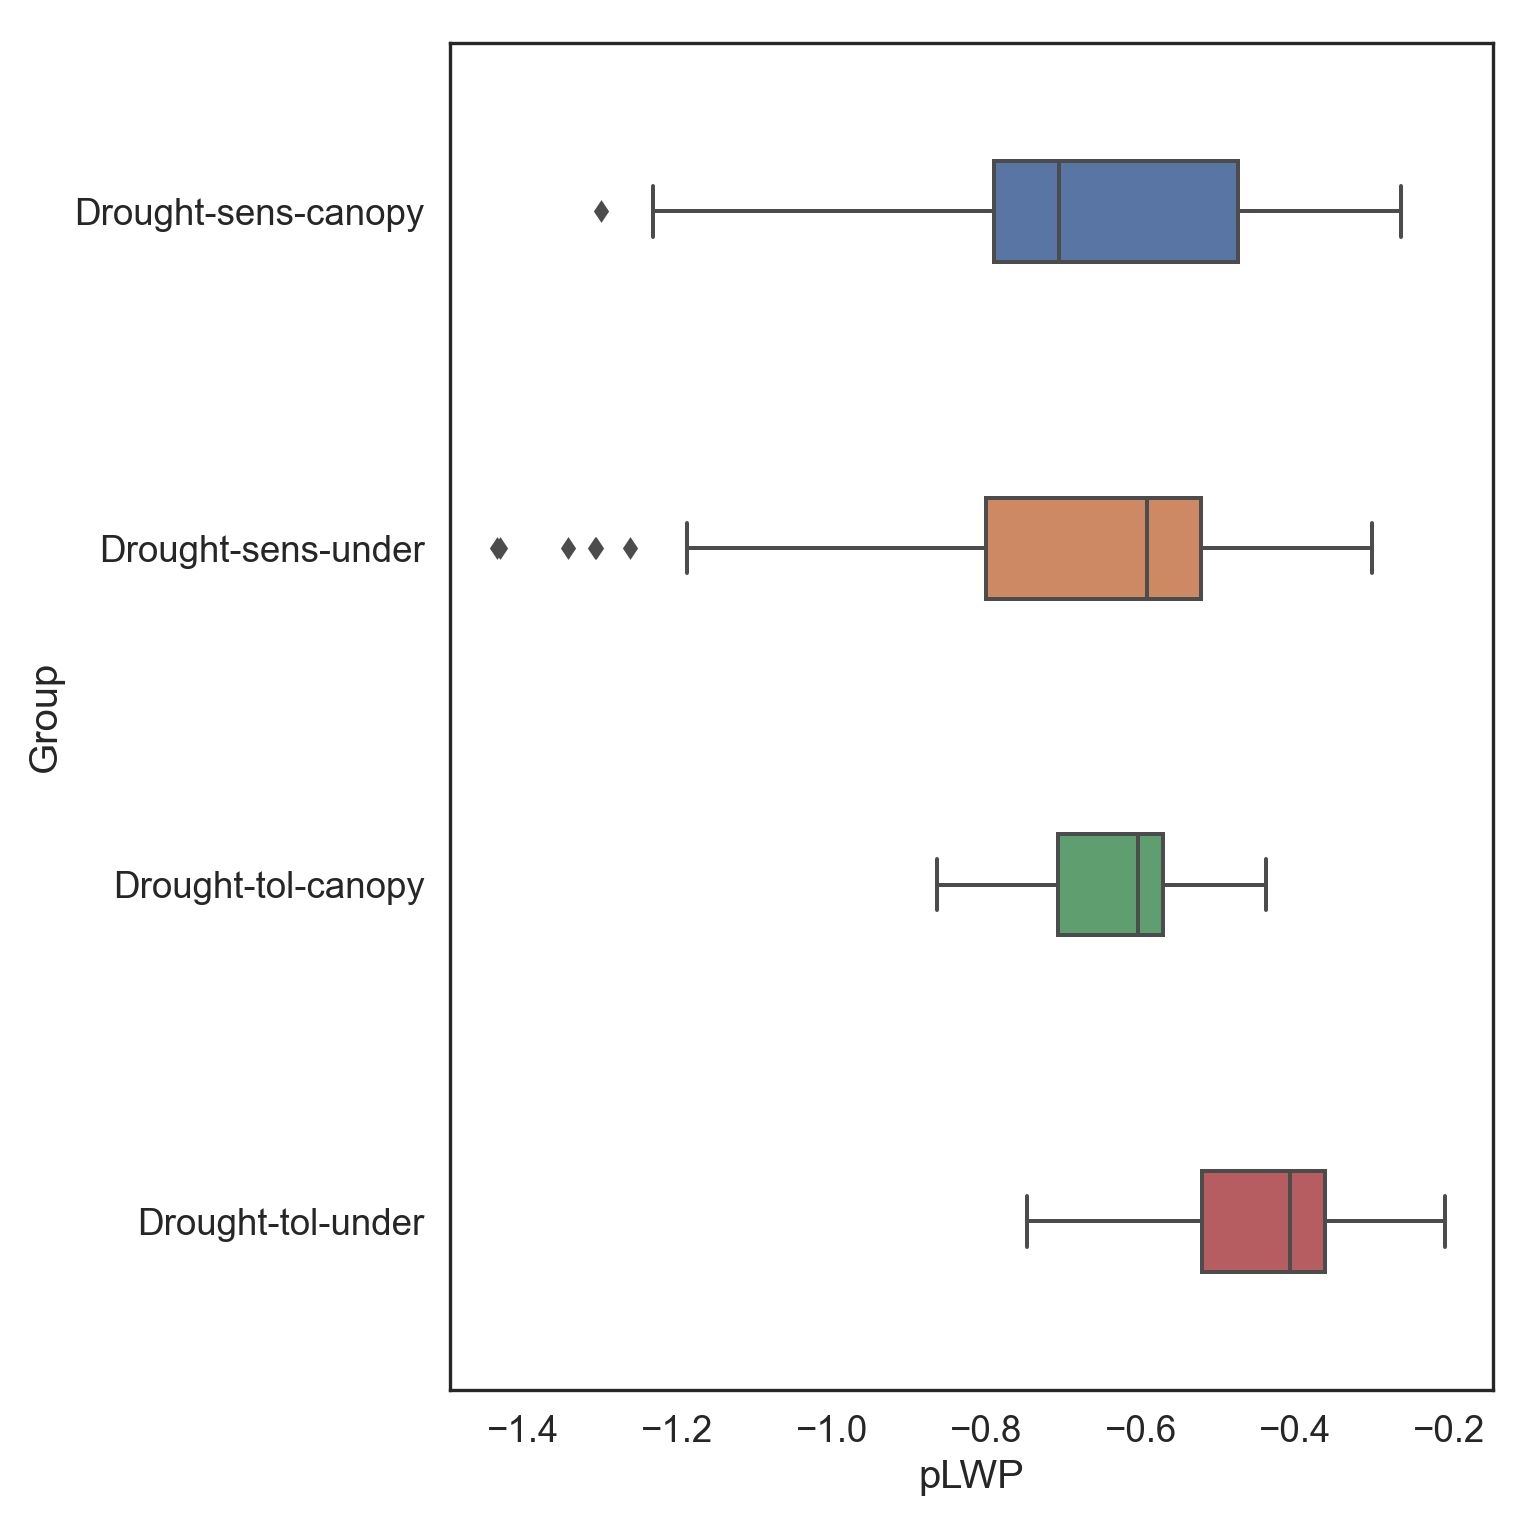 Drought-sens-canopy
Drought-sens-under
Drought-tol-canopy
Drought-tol-under
Group
−1.4 −1.2 −1.0 −0.8 −0.6 −0.4 −0.2
pLWP